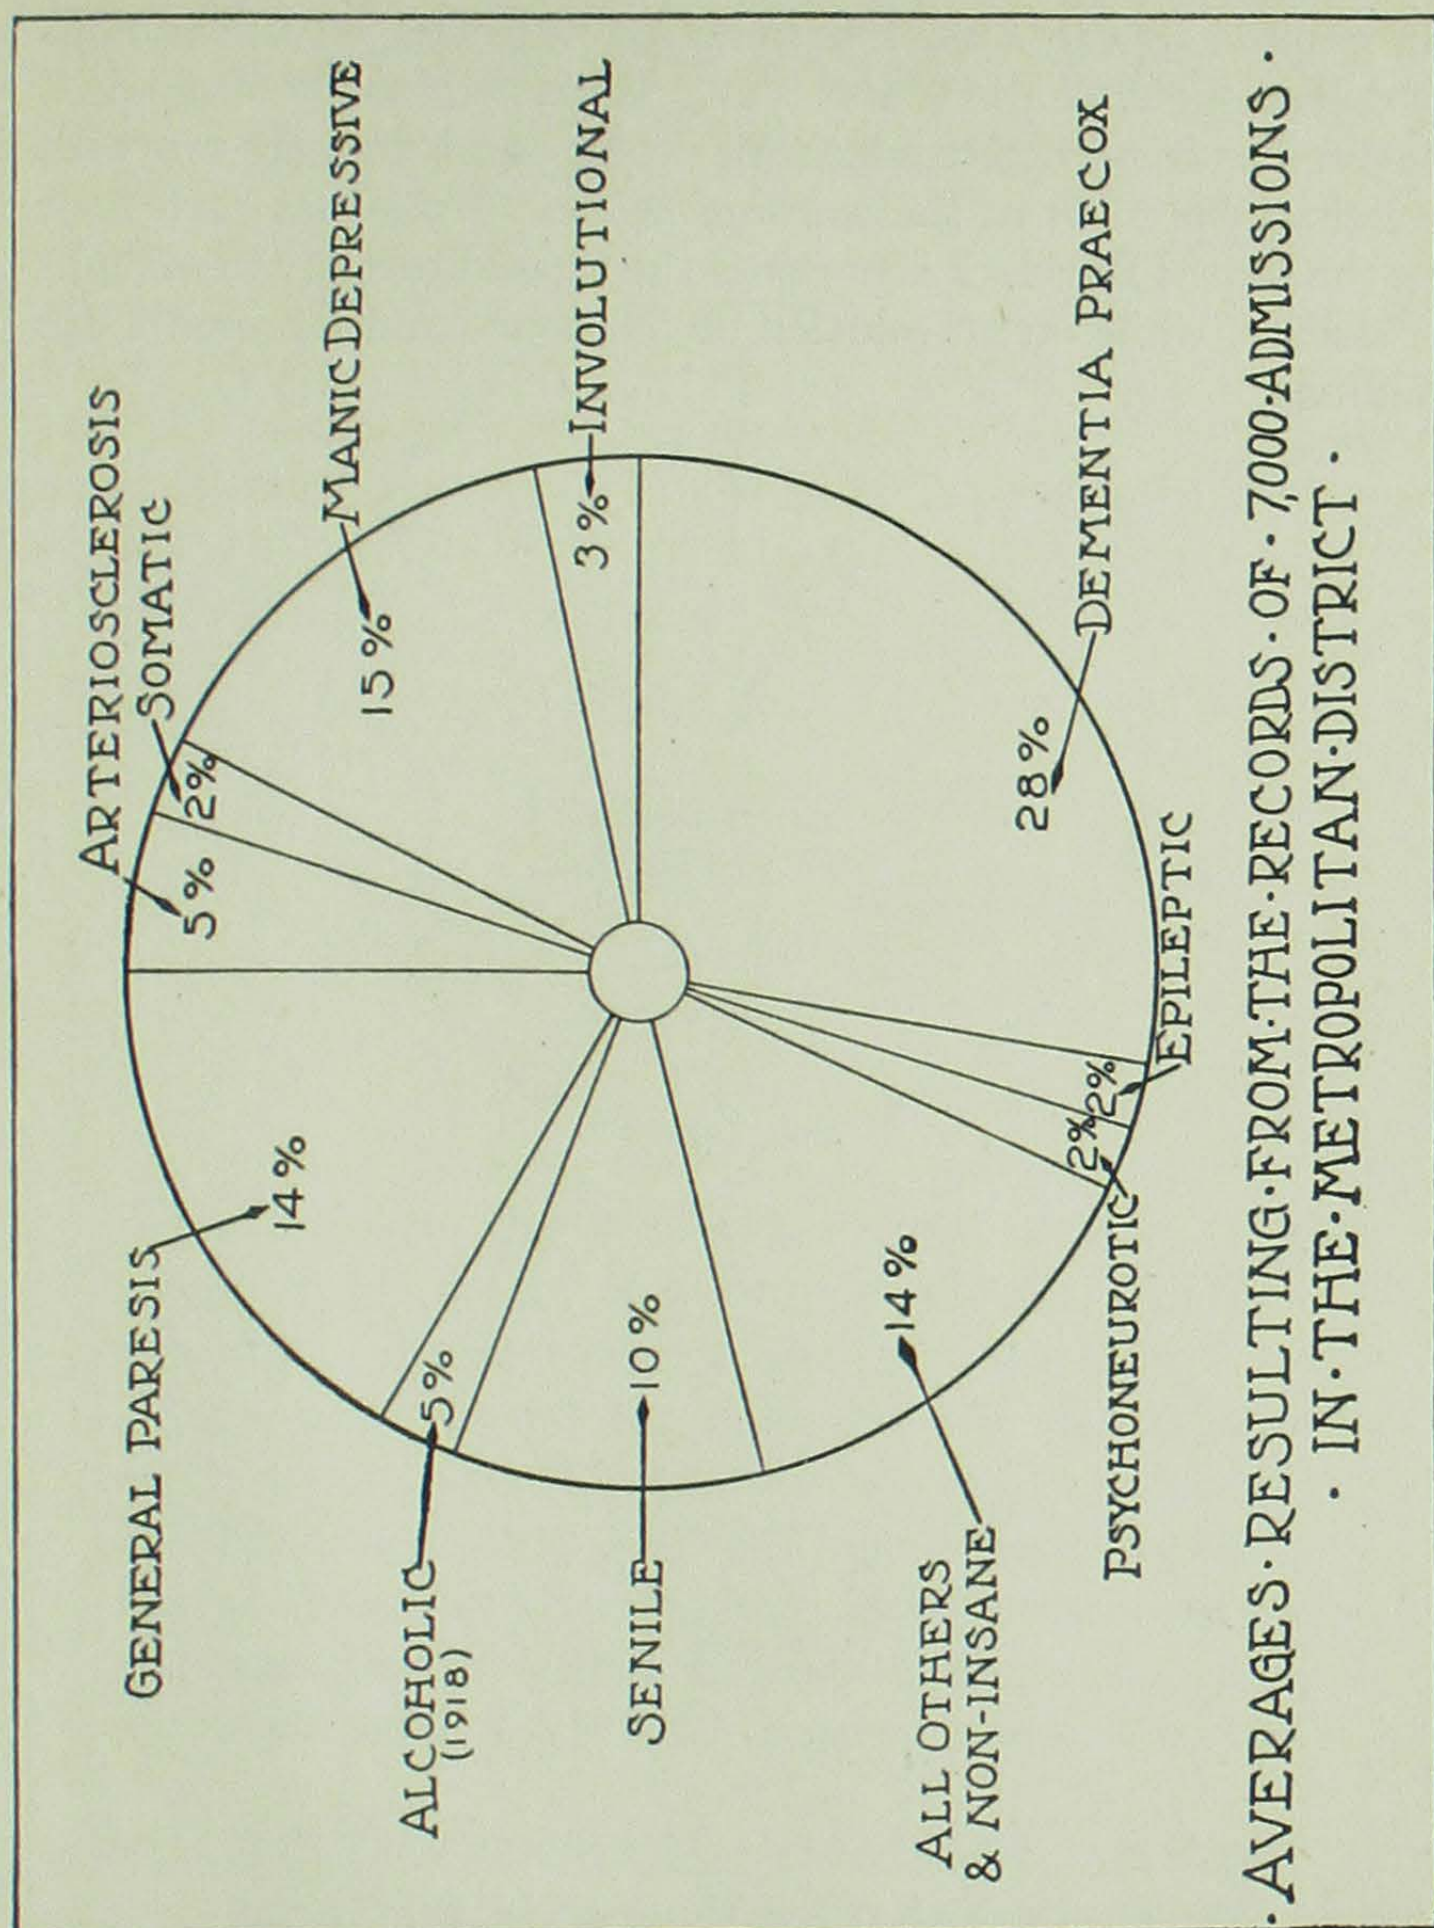 ARTERIOSCLEROSIS
SOMATIC
5%
2%
GENERAL PARESIS
14%
MANIC DEPRESSIVE
15%
ALCOHOLIC
(1918)
5%
INVOLUTIONAL
3%
SENILE
10%
ALL OTHERS
& NON-INSANE
14%
DEMENTIA PRAECOX
28%
PSYCHONEUROTIC
2%
EPILEPTIC
2%
· AVERAGES · RESULTING · FROM · THE · RECORDS · OF · 7,000 · ADMISSIONS ·
· IN · THE · METROPOLITAN · DISTRICT ·